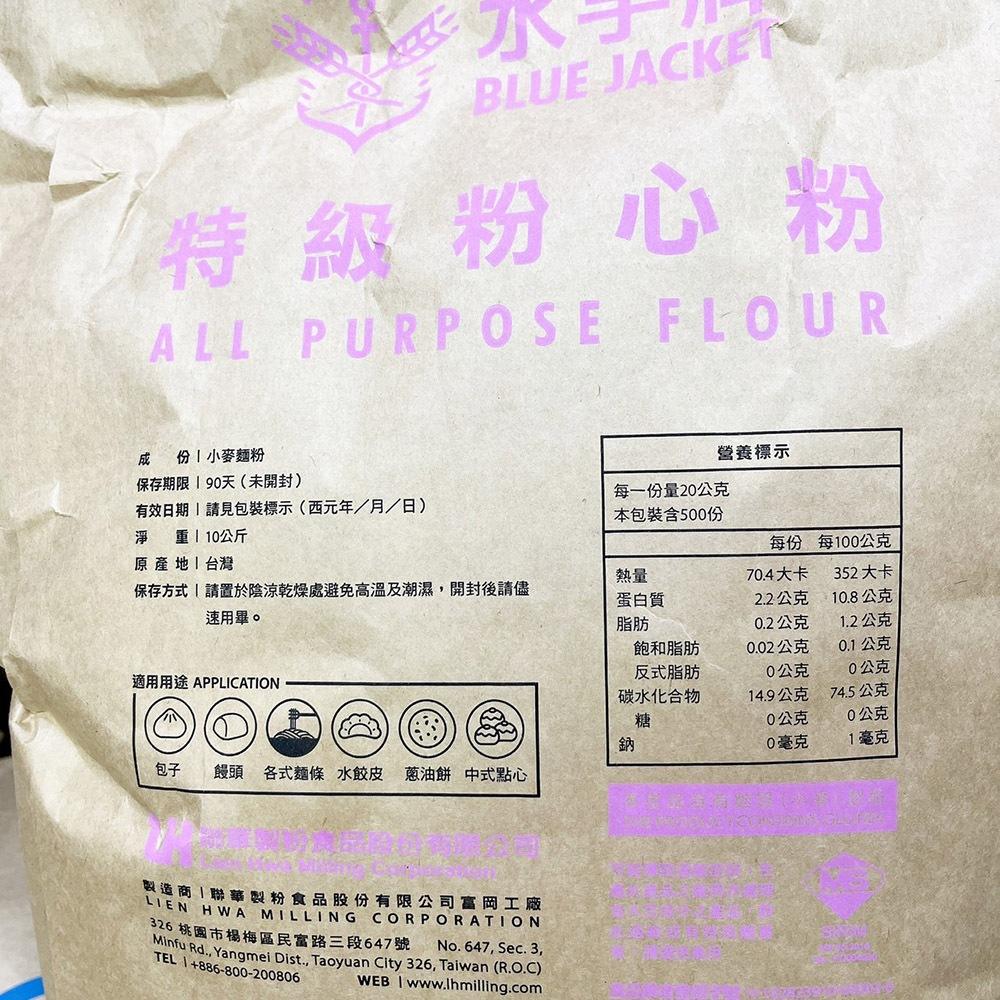 水手牌
BLUE JACKET
特級粉心粉
ALL PURPOSE FLOUR
成份 | 小麥麵粉
保存期限 | 90天（未開封）
有效日期 | 請見包裝標示（西元年／月／日）
淨重 | 10公斤
原產地 | 台灣
保存方式 | 請置於陰涼乾燥處避免高溫及潮濕，開封後請儘
速用畢。
適用用途 APPLICATION
包子 饅頭 各式麵條 水餃皮 蔥油餅 中式點心
LH 聯華製粉食品股份有限公司
Lien Hwa Milling Corporation
製造商 | 聯華製粉食品股份有限公司富岡工廠
LIEN HWA MILLING CORPORATION
326 桃園市楊梅區民富路三段647號 No. 647, Sec. 3,
Minfu Rd., Yangmei Dist., Taoyuan City 326, Taiwan (R.O.C)
TEL | +886-800-200806 WEB | www.lhmilling.com
營養標示
每一份量20公克
本包裝含500份
每份 每100公克
熱量 70.4 大卡 352 大卡
蛋白質 2.2 公克 10.8 公克
脂肪 0.2 公克 1.2 公克
飽和脂肪 0.02 公克 0.1 公克
反式脂肪 0 公克 0 公克
碳水化合物 14.9 公克 74.5 公克
糖 0 公克 0 公克
鈉 0 毫克 1 毫克